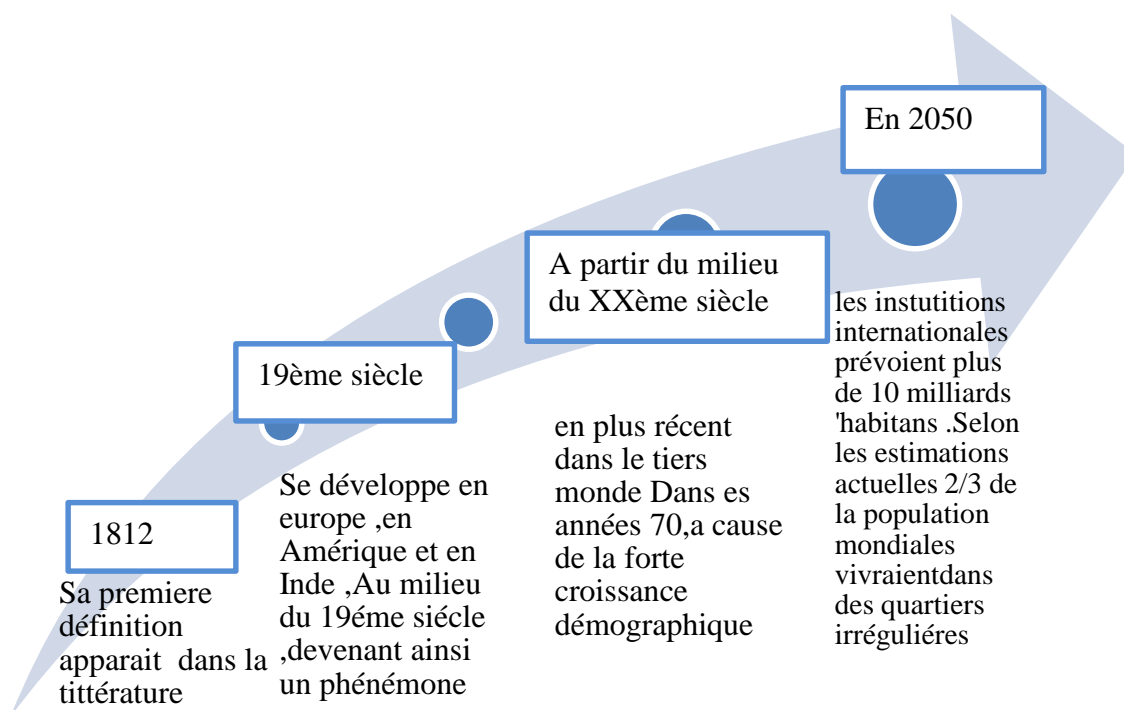 1812
Sa premiere
définition
apparait dans la
tittérature
19ème siècle
Se développe en
europe ,en
Amérique et en
Inde ,Au milieu
du 19éme siécle
,devenant ainsi
un phénémone
A partir du milieu
du XXème siècle
en plus récent
dans le tiers
monde Dans es
années 70,a cause
de la forte
croissance
démographique
En 2050
les instutitions
internationales
prévoient plus
de 10 milliards
'habitans .Selon
les estimations
actuelles 2/3 de
la population
mondiales
vivraientdans
des quartiers
irréguliéres